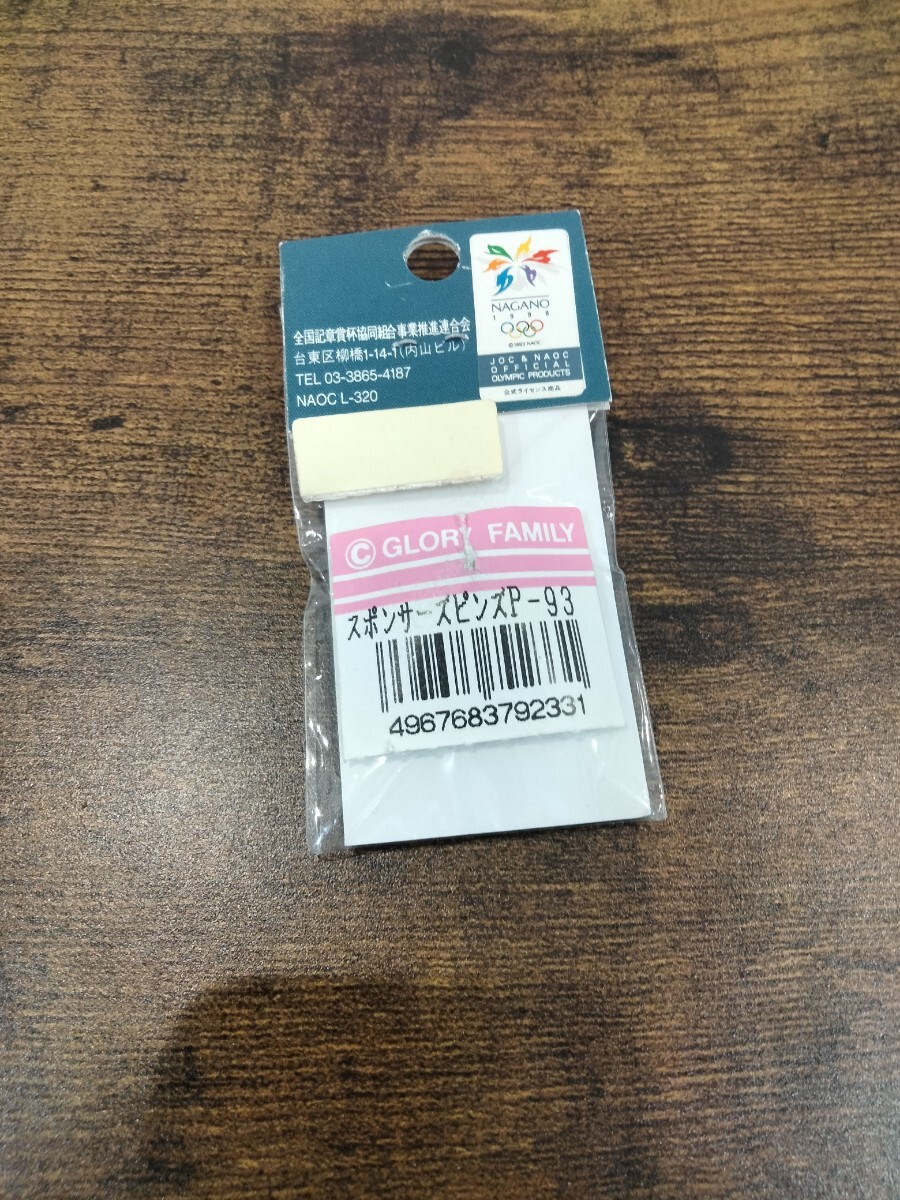 全国記章賞杯協同組合事業推進連合会
台東区柳橋1-14-1(内山ビル)
TEL 03-3865-4187
NAOC L-320
NAGANO
1998
©1993 NAOC
JOC & NAOC
OFFICIAL
OLYMPIC PRODUCTS
公式ライセンス商品
© GLORY FAMILY
スポンサーズピンズP-93
4967683792331